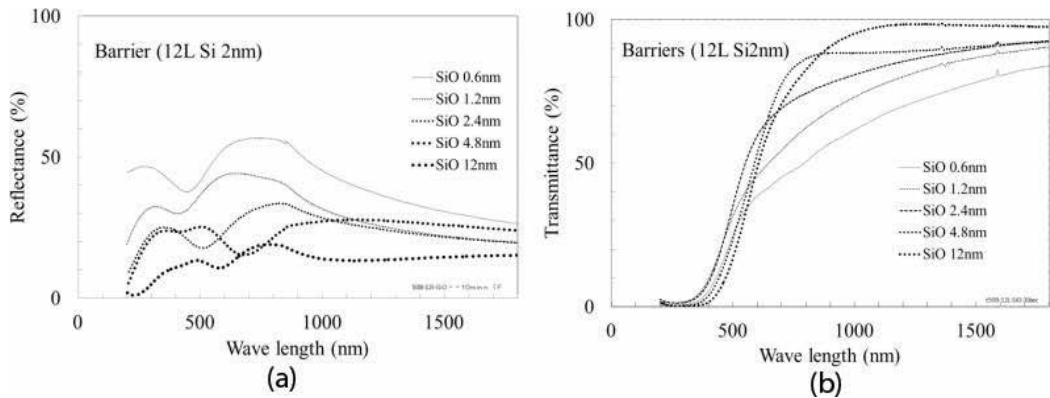 100
Barrier (12L Si 2nm)
SiO 0.6nm
SiO 1.2nm
SiO 2.4nm
SiO 4.8nm
SiO 12nm
Reflectance (%)
50
0
0
500
1000
1500
Wave length (nm)
(a)
100
Barriers (12L Si2nm)
Transmittance (%)
50
SiO 0.6nm
SiO 1.2nm
SiO 2.4nm
SiO 4.8nm
SiO 12nm
0
0
500
1000
1500
Wave length (nm)
(b)